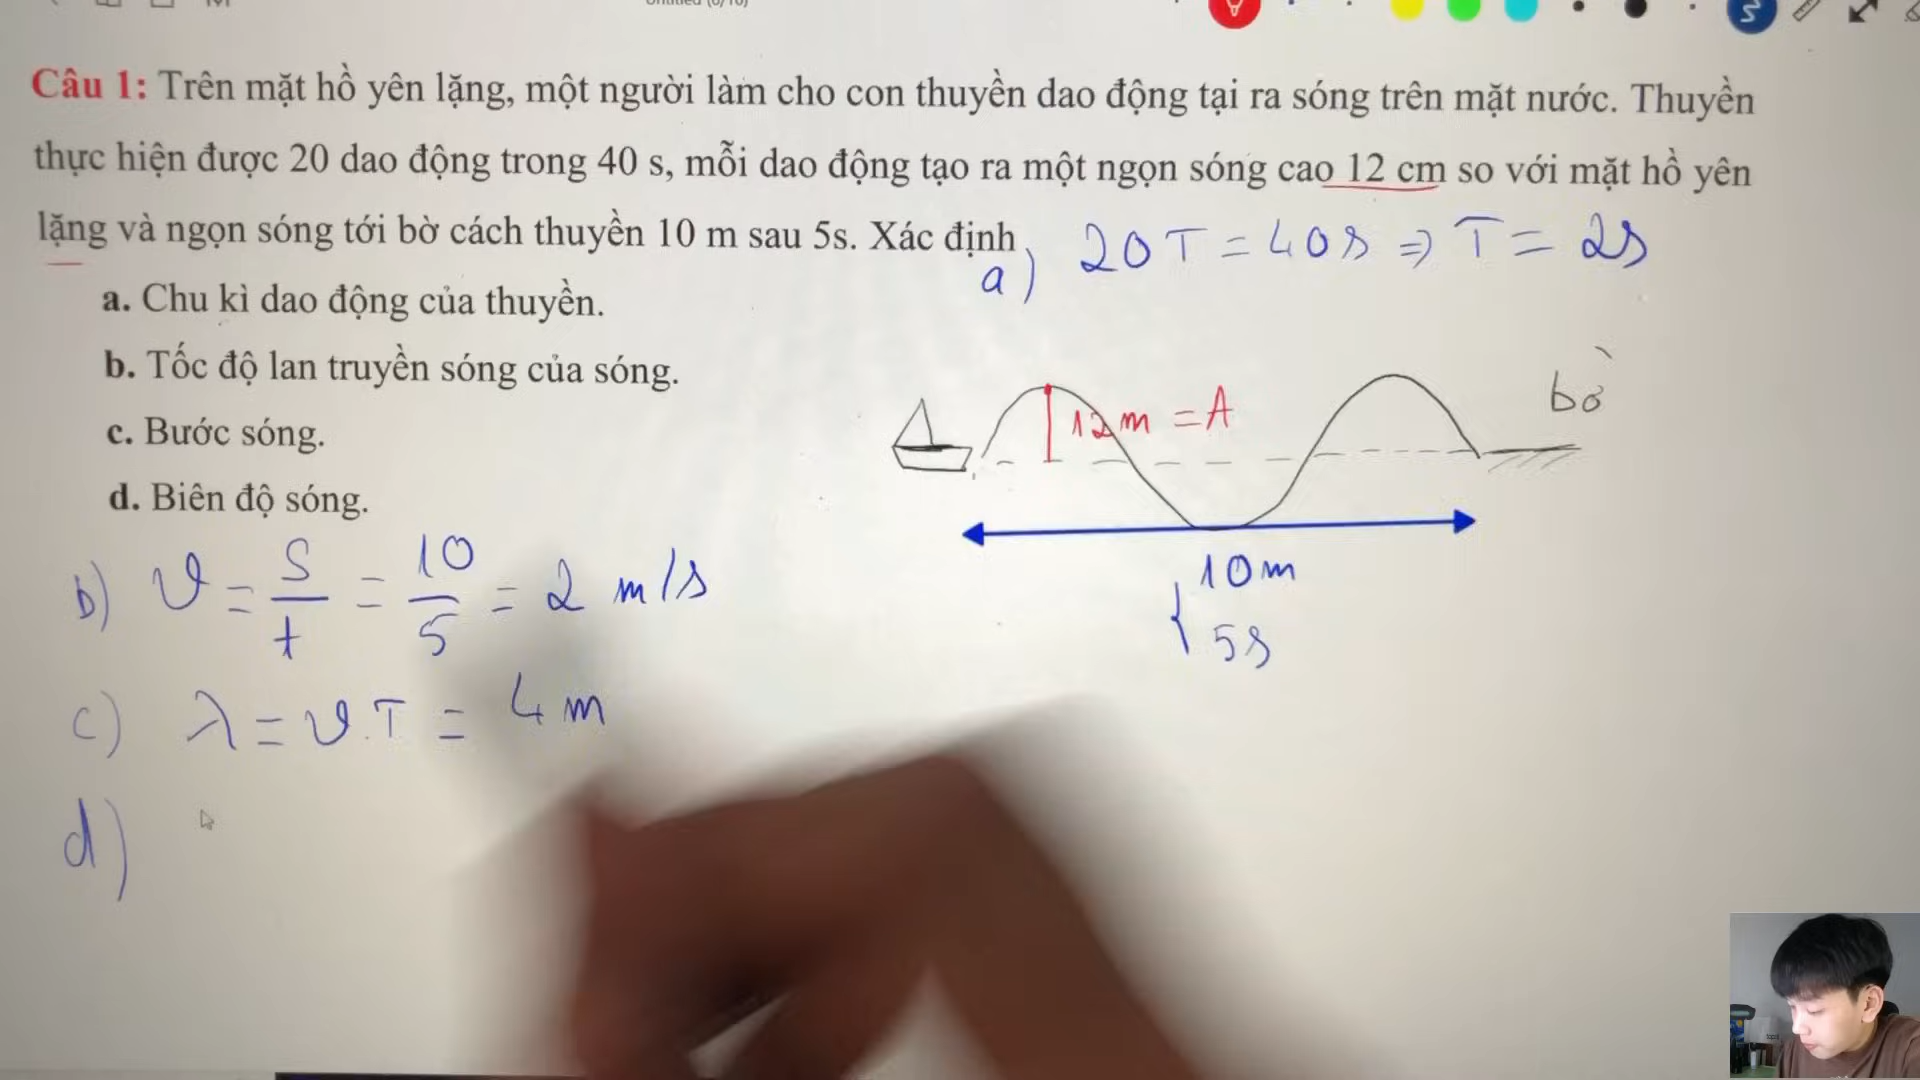 Câu 1: Trên mặt hồ yên lặng, một người làm cho con thuyền dao động tại ra sóng trên mặt nước. Thuyền
thực hiện được 20 dao động trong 40 s, mỗi dao động tạo ra một ngọn sóng cao 12 cm so với mặt hồ yên
lặng và ngọn sóng tới bờ cách thuyền 10 m sau 5s. Xác định
a) 20T = 40s => T = 2s
a. Chu kì dao động của thuyền.
b. Tốc độ lan truyền sóng của sóng.
c. Bước sóng.
d. Biên độ sóng.
12m = A
bờ
10m
5s
b) v = s/t = 10/5 = 2 m/s
c) λ = v.T = 4m
d)